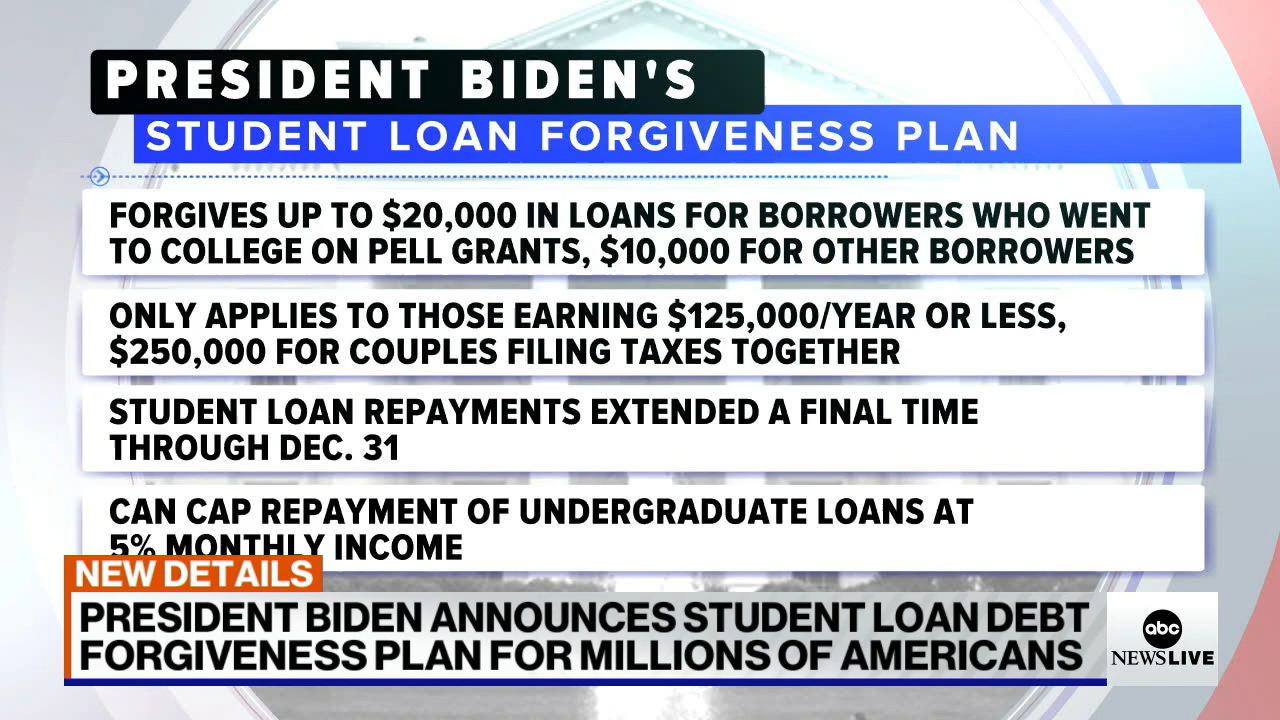 PRESIDENT BIDEN'S
STUDENT LOAN FORGIVENESS PLAN
FORGIVES UP TO $20,000 IN LOANS FOR BORROWERS WHO WENT
TO COLLEGE ON PELL GRANTS, $10,000 FOR OTHER BORROWERS
ONLY APPLIES TO THOSE EARNING $125,000/YEAR OR LESS,
$250,000 FOR COUPLES FILING TAXES TOGETHER
STUDENT LOAN REPAYMENTS EXTENDED A FINAL TIME
THROUGH DEC. 31
CAN CAP REPAYMENT OF UNDERGRADUATE LOANS AT
5% MONTHLY INCOME
NEW DETAILS
PRESIDENT BIDEN ANNOUNCES STUDENT LOAN DEBT
FORGIVENESS PLAN FOR MILLIONS OF AMERICANS
abc
NEWSLIVE